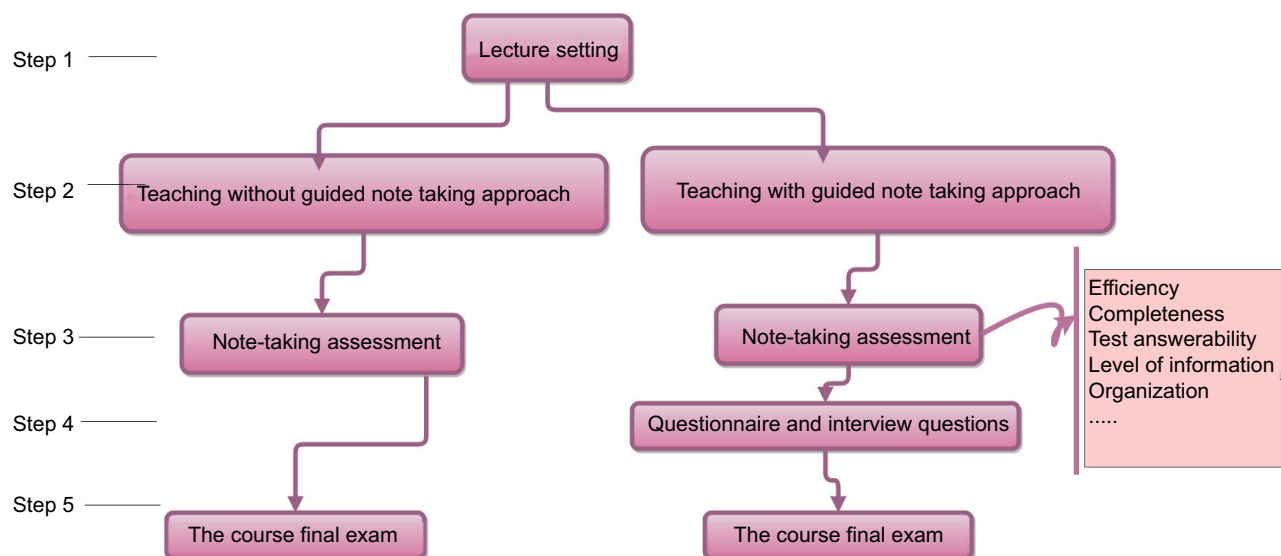 Step 1
Lecture setting
Step 2
Teaching without guided note taking approach
Teaching with guided note taking approach
Step 3
Note-taking assessment
Note-taking assessment
Efficiency
Completeness
Test answerability
Level of information
Organization
.....
Step 4
Questionnaire and interview questions
Step 5
The course final exam
The course final exam